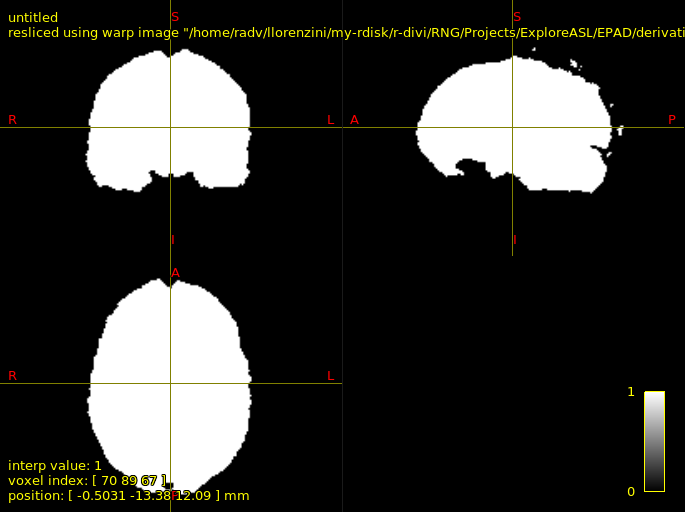 untitled
resliced using warp image "/home/radv/llorenzini/my-rdisk/r-divi/RNG/Projects/ExploreASL/EPAD/derivati
S
S
R
L
A
P
I
I
A
R
L
1
interp value: 1
voxel index: [ 70 89 67 ]
0
position: [ -0.5031 -13.38 12.09 ] mm